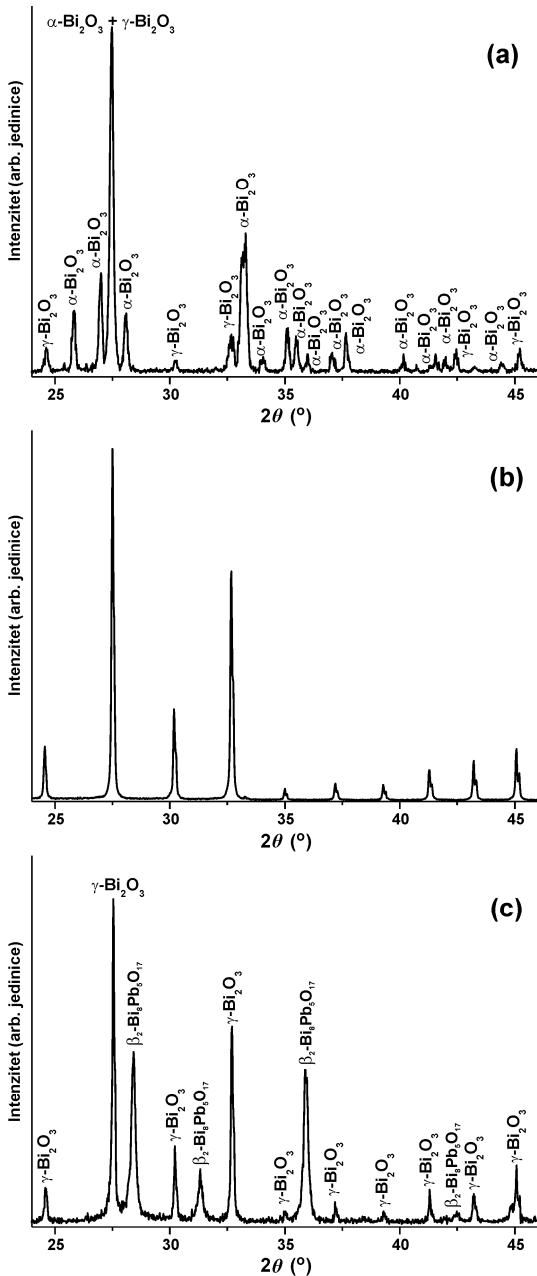 α-Bi₂O₃ + γ-Bi₂O₃
(a)
Intenzitet (arb. jedinice)
γ-Bi₂O₃
α-Bi₂O₃
α-Bi₂O₃
α-Bi₂O₃
γ-Bi₂O₃
γ-Bi₂O₃
α-Bi₂O₃
α-Bi₂O₃
α-Bi₂O₃
α-Bi₂O₃
α-Bi₂O₃
α-Bi₂O₃
α-Bi₂O₃
α-Bi₂O₃
α-Bi₂O₃
α-Bi₂O₃
γ-Bi₂O₃
α-Bi₂O₃
γ-Bi₂O₃
25 30 35 40 45
2θ (°)
(b)
Intenzitet (arb. jedinice)
25 30 35 40 45
2θ (°)
(c)
Intenzitet (arb. jedinice)
γ-Bi₂O₃
γ-Bi₂O₃
β₂-Bi₈Pb₅O₁₇
γ-Bi₂O₃
β₂-Bi₈Pb₅O₁₇
γ-Bi₂O₃
γ-Bi₂O₃
β₂-Bi₈Pb₅O₁₇
γ-Bi₂O₃
γ-Bi₂O₃
γ-Bi₂O₃
β₂-Bi₈Pb₅O₁₇
γ-Bi₂O₃
γ-Bi₂O₃
25 30 35 40 45
2θ (°)